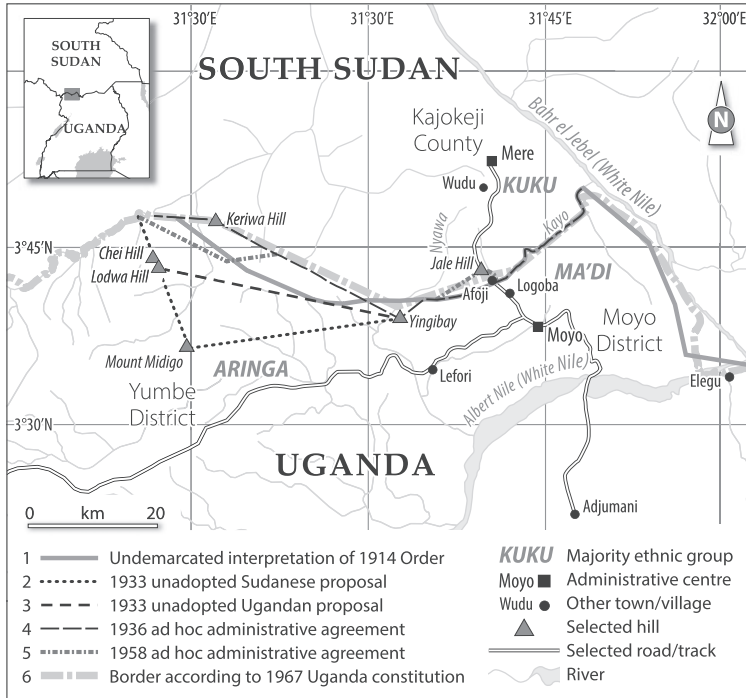 31°30'E
31°30'E
31°45'E
32°00'E
SOUTH
SUDAN
UGANDA
SOUTH SUDAN
N
Kajokeji
County
Mere
Bahr el Jebel (White Nile)
Wudu
KUKU
Keriwa Hill
Nyawa
Kayo
3°45'N
Chei Hill
Lodwa Hill
Jale Hill
MA'DI
Afoji
Logoba
Yingibay
Moyo
Moyo
District
Mount Midigo
ARINGA
Lefori
Albert Nile (White Nile)
Elegu
Yumbe
District
3°30'N
UGANDA
Adjumani
0 km 20
1 Undemarcated interpretation of 1914 Order
2 1933 unadopted Sudanese proposal
3 1933 unadopted Ugandan proposal
4 1936 ad hoc administrative agreement
5 1958 ad hoc administrative agreement
6 Border according to 1967 Uganda constitution
KUKU Majority ethnic group
Moyo Administrative centre
Wudu Other town/village
Selected hill
Selected road/track
River